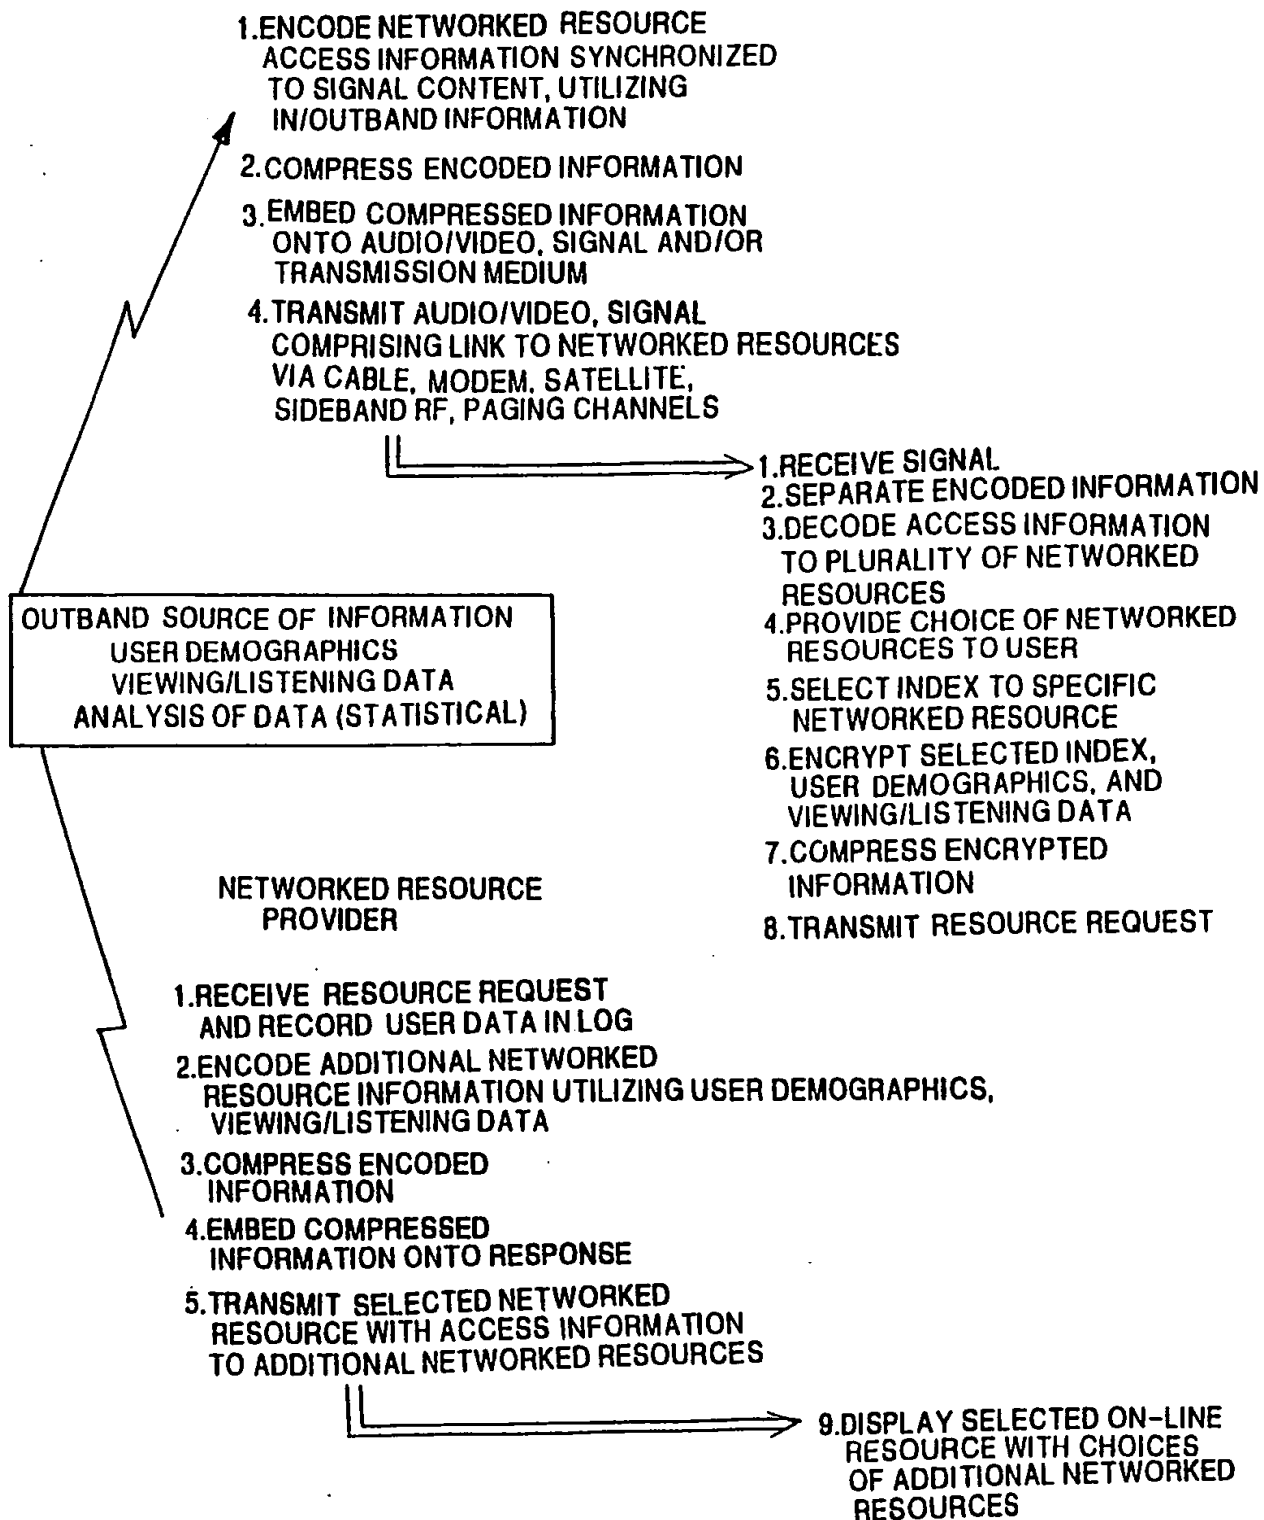 1.ENCODE NETWORKED RESOURCE
ACCESS INFORMATION SYNCHRONIZED
TO SIGNAL CONTENT, UTILIZING
IN/OUTBAND INFORMATION
2.COMPRESS ENCODED INFORMATION
3.EMBED COMPRESSED INFORMATION
ONTO AUDIO/VIDEO, SIGNAL AND/OR
TRANSMISSION MEDIUM
4.TRANSMIT AUDIO/VIDEO, SIGNAL
COMPRISING LINK TO NETWORKED RESOURCES
VIA CABLE, MODEM, SATELLITE,
SIDEBAND RF, PAGING CHANNELS
1.RECEIVE SIGNAL
2.SEPARATE ENCODED INFORMATION
3.DECODE ACCESS INFORMATION
TO PLURALITY OF NETWORKED
RESOURCES
4.PROVIDE CHOICE OF NETWORKED
RESOURCES TO USER
5.SELECT INDEX TO SPECIFIC
NETWORKED RESOURCE
6.ENCRYPT SELECTED INDEX,
USER DEMOGRAPHICS, AND
VIEWING/LISTENING DATA
7.COMPRESS ENCRYPTED
INFORMATION
8.TRANSMIT RESOURCE REQUEST
OUTBAND SOURCE OF INFORMATION
USER DEMOGRAPHICS
VIEWING/LISTENING DATA
ANALYSIS OF DATA (STATISTICAL)
NETWORKED RESOURCE
PROVIDER
1.RECEIVE RESOURCE REQUEST
AND RECORD USER DATA IN LOG
2.ENCODE ADDITIONAL NETWORKED
RESOURCE INFORMATION UTILIZING USER DEMOGRAPHICS,
VIEWING/LISTENING DATA
3.COMPRESS ENCODED
INFORMATION
4.EMBED COMPRESSED
INFORMATION ONTO RESPONSE
5.TRANSMIT SELECTED NETWORKED
RESOURCE WITH ACCESS INFORMATION
TO ADDITIONAL NETWORKED RESOURCES
9.DISPLAY SELECTED ON-LINE
RESOURCE WITH CHOICES
OF ADDITIONAL NETWORKED
RESOURCES